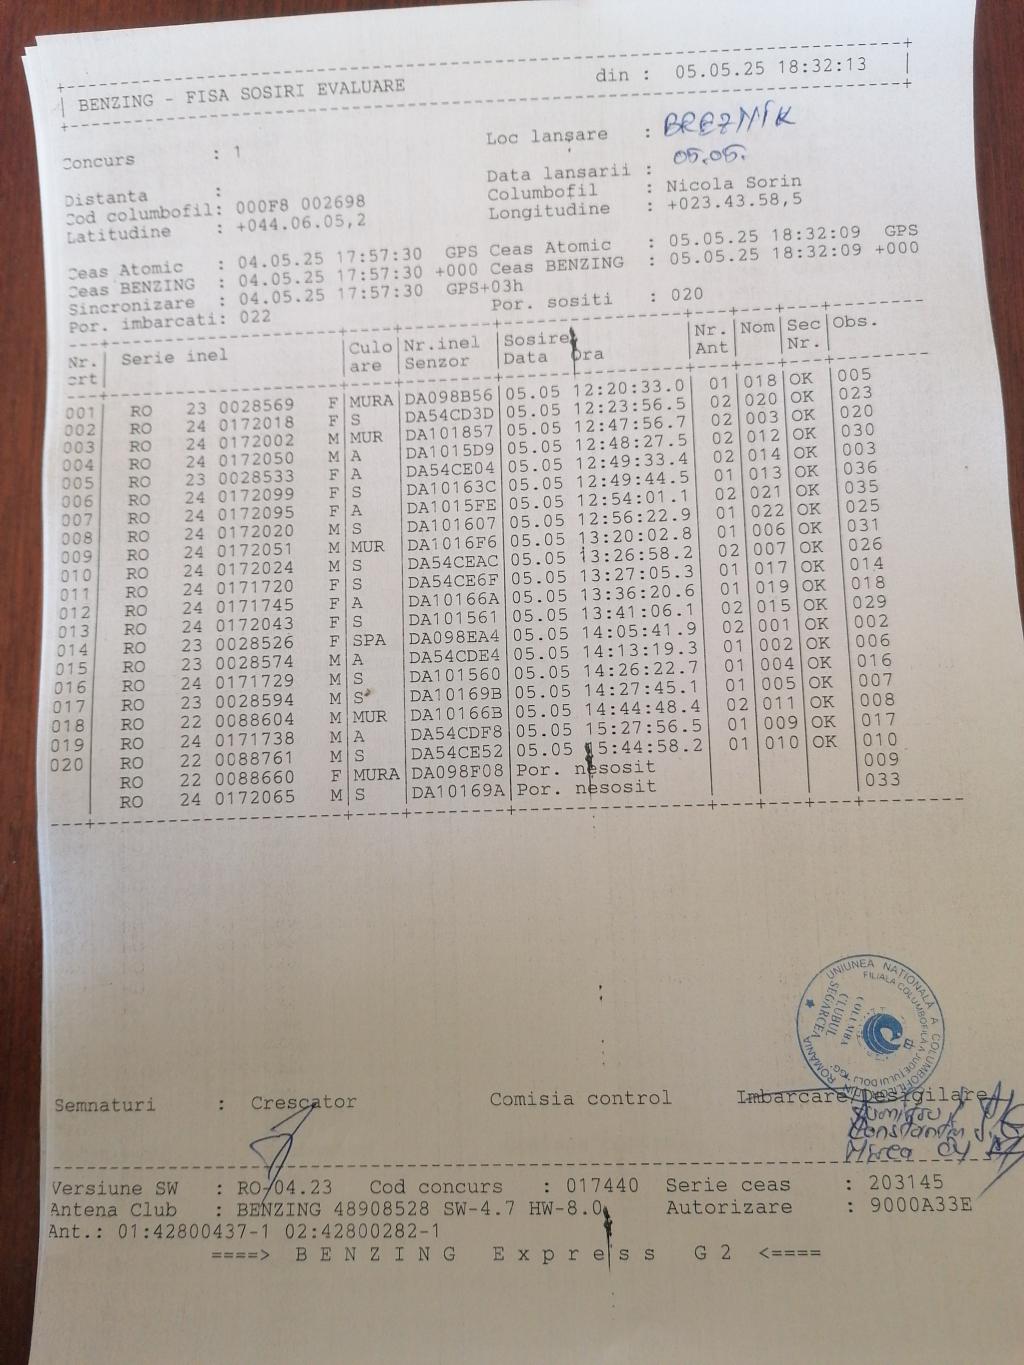 BENZING - FISA SOSIRI EVALUARE din : 05.05.25 18:32:13
Concurs : 1 Loc lansare : BREZNIK
Data lansarii : 05.05.
Distanta : Columbofil : Nicola Sorin
Cod columbofil: 000F8 002698 Longitudine : +023.43.58,5
Latitudine : +044.06.05,2
Ceas Atomic : 04.05.25 17:57:30 GPS Ceas Atomic : 05.05.25 18:32:09 GPS
Ceas BENZING : 04.05.25 17:57:30 +000 Ceas BENZING : 05.05.25 18:32:09 +000
Sincronizare : 04.05.25 17:57:30 GPS+03h
Por. imbarcati: 022 Por. sositi : 020
Nr. Serie inel Culo Nr.inel Sosire Nr. Nom Sec Obs.
crt are Senzor Data Ora Ant Nr.
001 RO 23 0028569 F MURA DA098B56 05.05 12:20:33.0 01 018 OK 005
002 RO 24 0172018 F S DA54CD3D 05.05 12:23:56.5 02 020 OK 023
003 RO 24 0172002 M MUR DA101857 05.05 12:47:56.7 02 003 OK 020
004 RO 24 0172050 M A DA1015D9 05.05 12:48:27.5 02 012 OK 030
005 RO 23 0028533 F A DA54CE04 05.05 12:49:33.4 02 014 OK 003
006 RO 24 0172099 F S DA10163C 05.05 12:49:44.5 01 013 OK 036
007 RO 24 0172095 F A DA1015FE 05.05 12:54:01.1 02 021 OK 035
008 RO 24 0172020 M S DA101607 05.05 12:56:22.9 01 022 OK 025
009 RO 24 0172051 M MUR DA1016F6 05.05 13:20:02.8 01 006 OK 031
010 RO 24 0172024 M S DA54CEAC 05.05 13:26:58.2 02 007 OK 026
011 RO 24 0171720 F S DA54CE6F 05.05 13:27:05.3 01 017 OK 014
012 RO 24 0171745 F A DA10166A 05.05 13:36:20.6 01 019 OK 018
013 RO 24 0172043 F S DA101561 05.05 13:41:06.1 02 015 OK 029
014 RO 23 0028526 F SPA DA098EA4 05.05 14:05:41.9 02 001 OK 002
015 RO 23 0028574 M A DA54CDE4 05.05 14:13:19.3 01 002 OK 006
016 RO 24 0171729 M S DA101560 05.05 14:26:22.7 01 004 OK 016
017 RO 23 0028594 M S DA10169B 05.05 14:27:45.1 01 005 OK 007
018 RO 22 0088604 M MUR DA10166B 05.05 14:44:48.4 02 011 OK 008
019 RO 24 0171738 M A DA54CDF8 05.05 15:27:56.5 01 009 OK 017
020 RO 22 0088761 M S DA54CE52 05.05 15:44:58.2 01 010 OK 010
RO 22 0088660 F MURA DA098F08 Por. nesosit 009
RO 24 0172065 M S DA10169A Por. nesosit 033
UNIUNEA NATIONALĂ A COLUMBOFILILOR DIN ROMÂNIA
FILIALA COLUMBOFILĂ A JUDEŢULUI DOLJ
CLUBUL
COLUMBA
SEGARCEA
Semnaturi : Crescator Comisia control Imbarcare/Desigilare
Constantin
Mircea
Versiune SW : RO-04.23 Cod concurs : 017440 Serie ceas : 203145
Antena Club : BENZING 48908528 SW-4.7 HW-8.0 Autorizare : 9000A33E
Ant.: 01:42800437-1 02:42800282-1
====> B E N Z I N G E x p r e s s G 2 <====